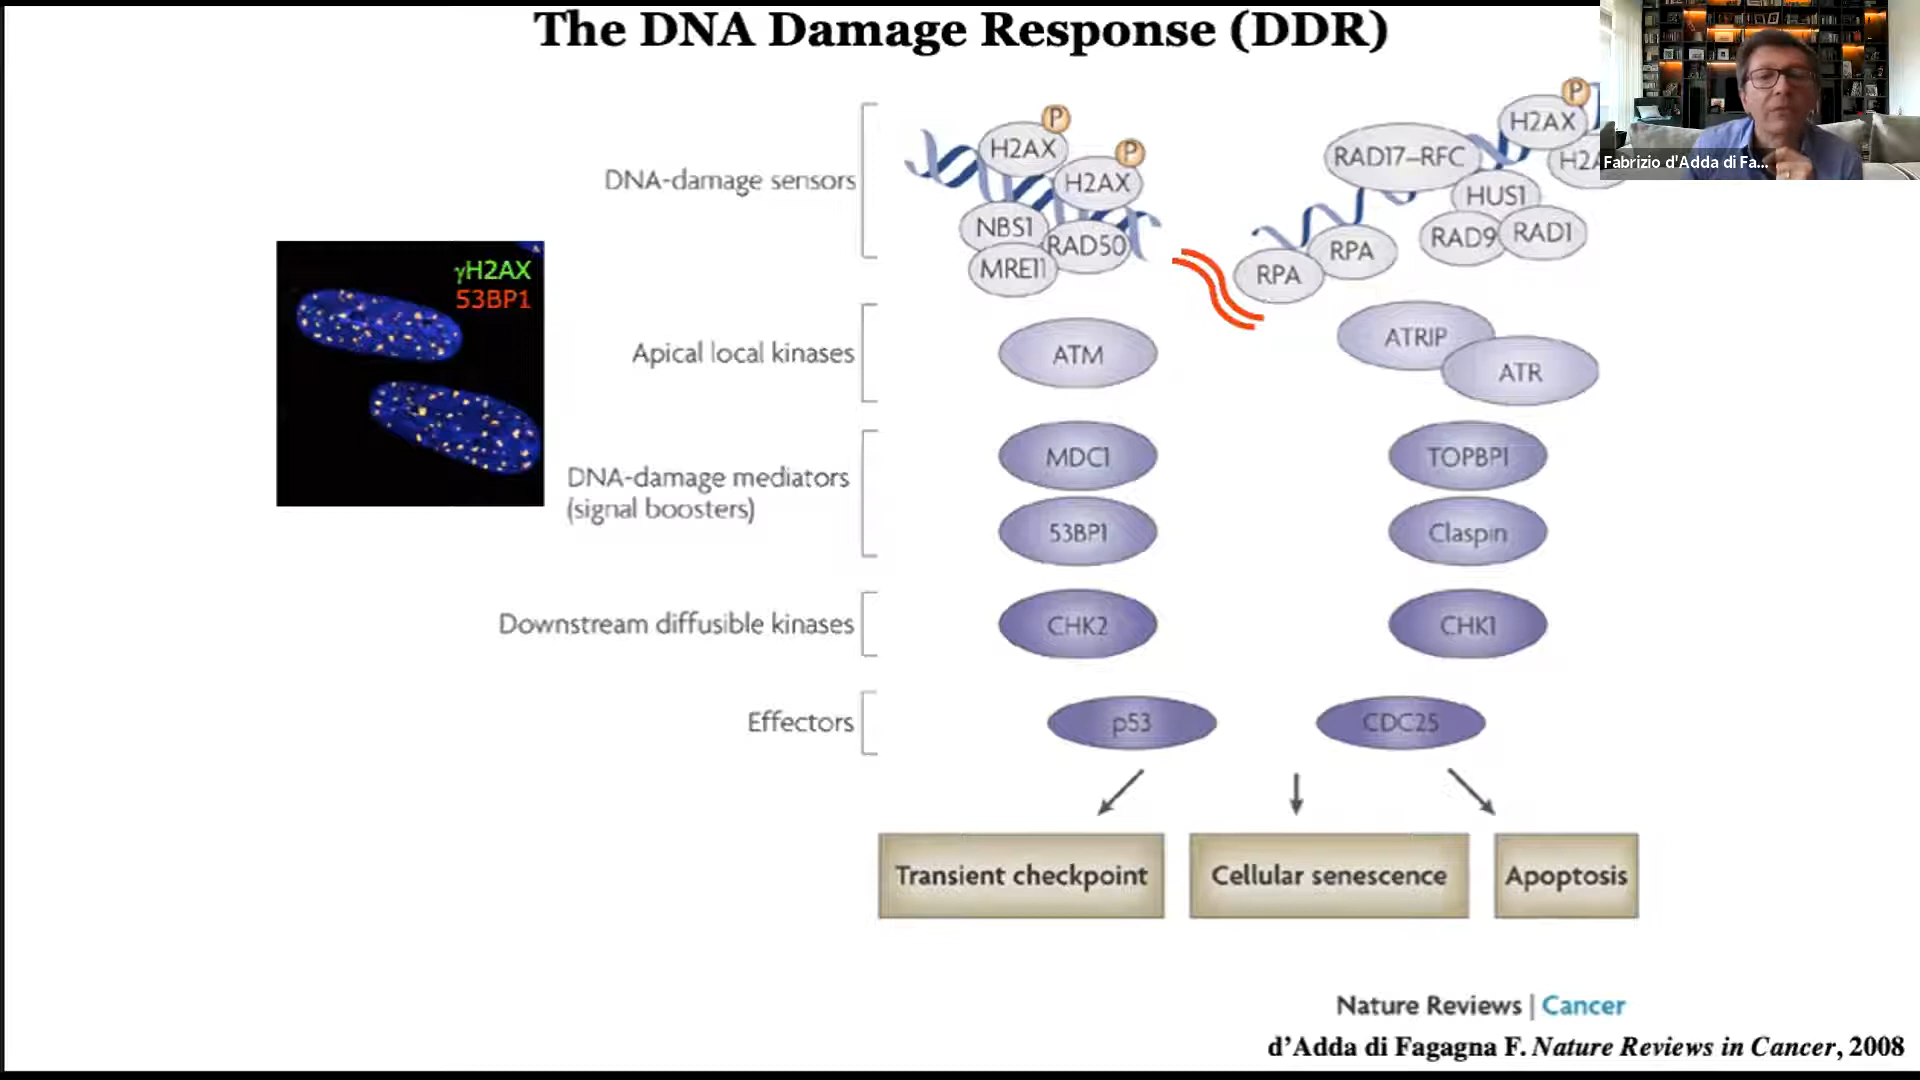 The DNA Damage Response (DDR)
Fabrizio d'Adda di Fa...
γH2AX
53BP1
DNA-damage sensors
P
H2AX
P
H2AX
NBS1
RAD50
MRE11
P
H2AX
RAD17–RFC
HUS1
RAD9
RAD1
RPA
RPA
Apical local kinases
ATM
ATRIP
ATR
DNA-damage mediators
(signal boosters)
MDC1
TOPBP1
53BP1
Claspin
Downstream diffusible kinases
CHK2
CHK1
Effectors
p53
CDC25
Transient checkpoint
Cellular senescence
Apoptosis
Nature Reviews | Cancer
d'Adda di Fagagna F. Nature Reviews in Cancer, 2008